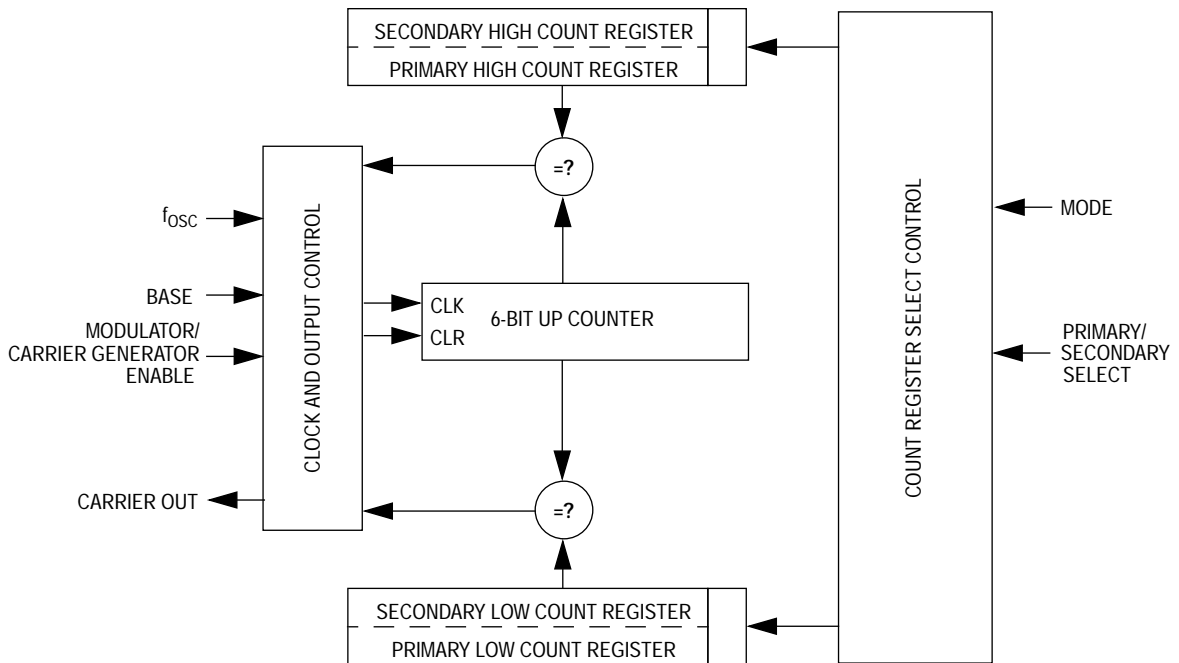 SECONDARY HIGH COUNT REGISTER
PRIMARY HIGH COUNT REGISTER
=?
fOSC
BASE
MODULATOR/
CARRIER GENERATOR
ENABLE
CARRIER OUT
CLOCK AND OUTPUT CONTROL
CLK
CLR
6-BIT UP COUNTER
=?
SECONDARY LOW COUNT REGISTER
PRIMARY LOW COUNT REGISTER
COUNT REGISTER SELECT CONTROL
MODE
PRIMARY/
SECONDARY
SELECT